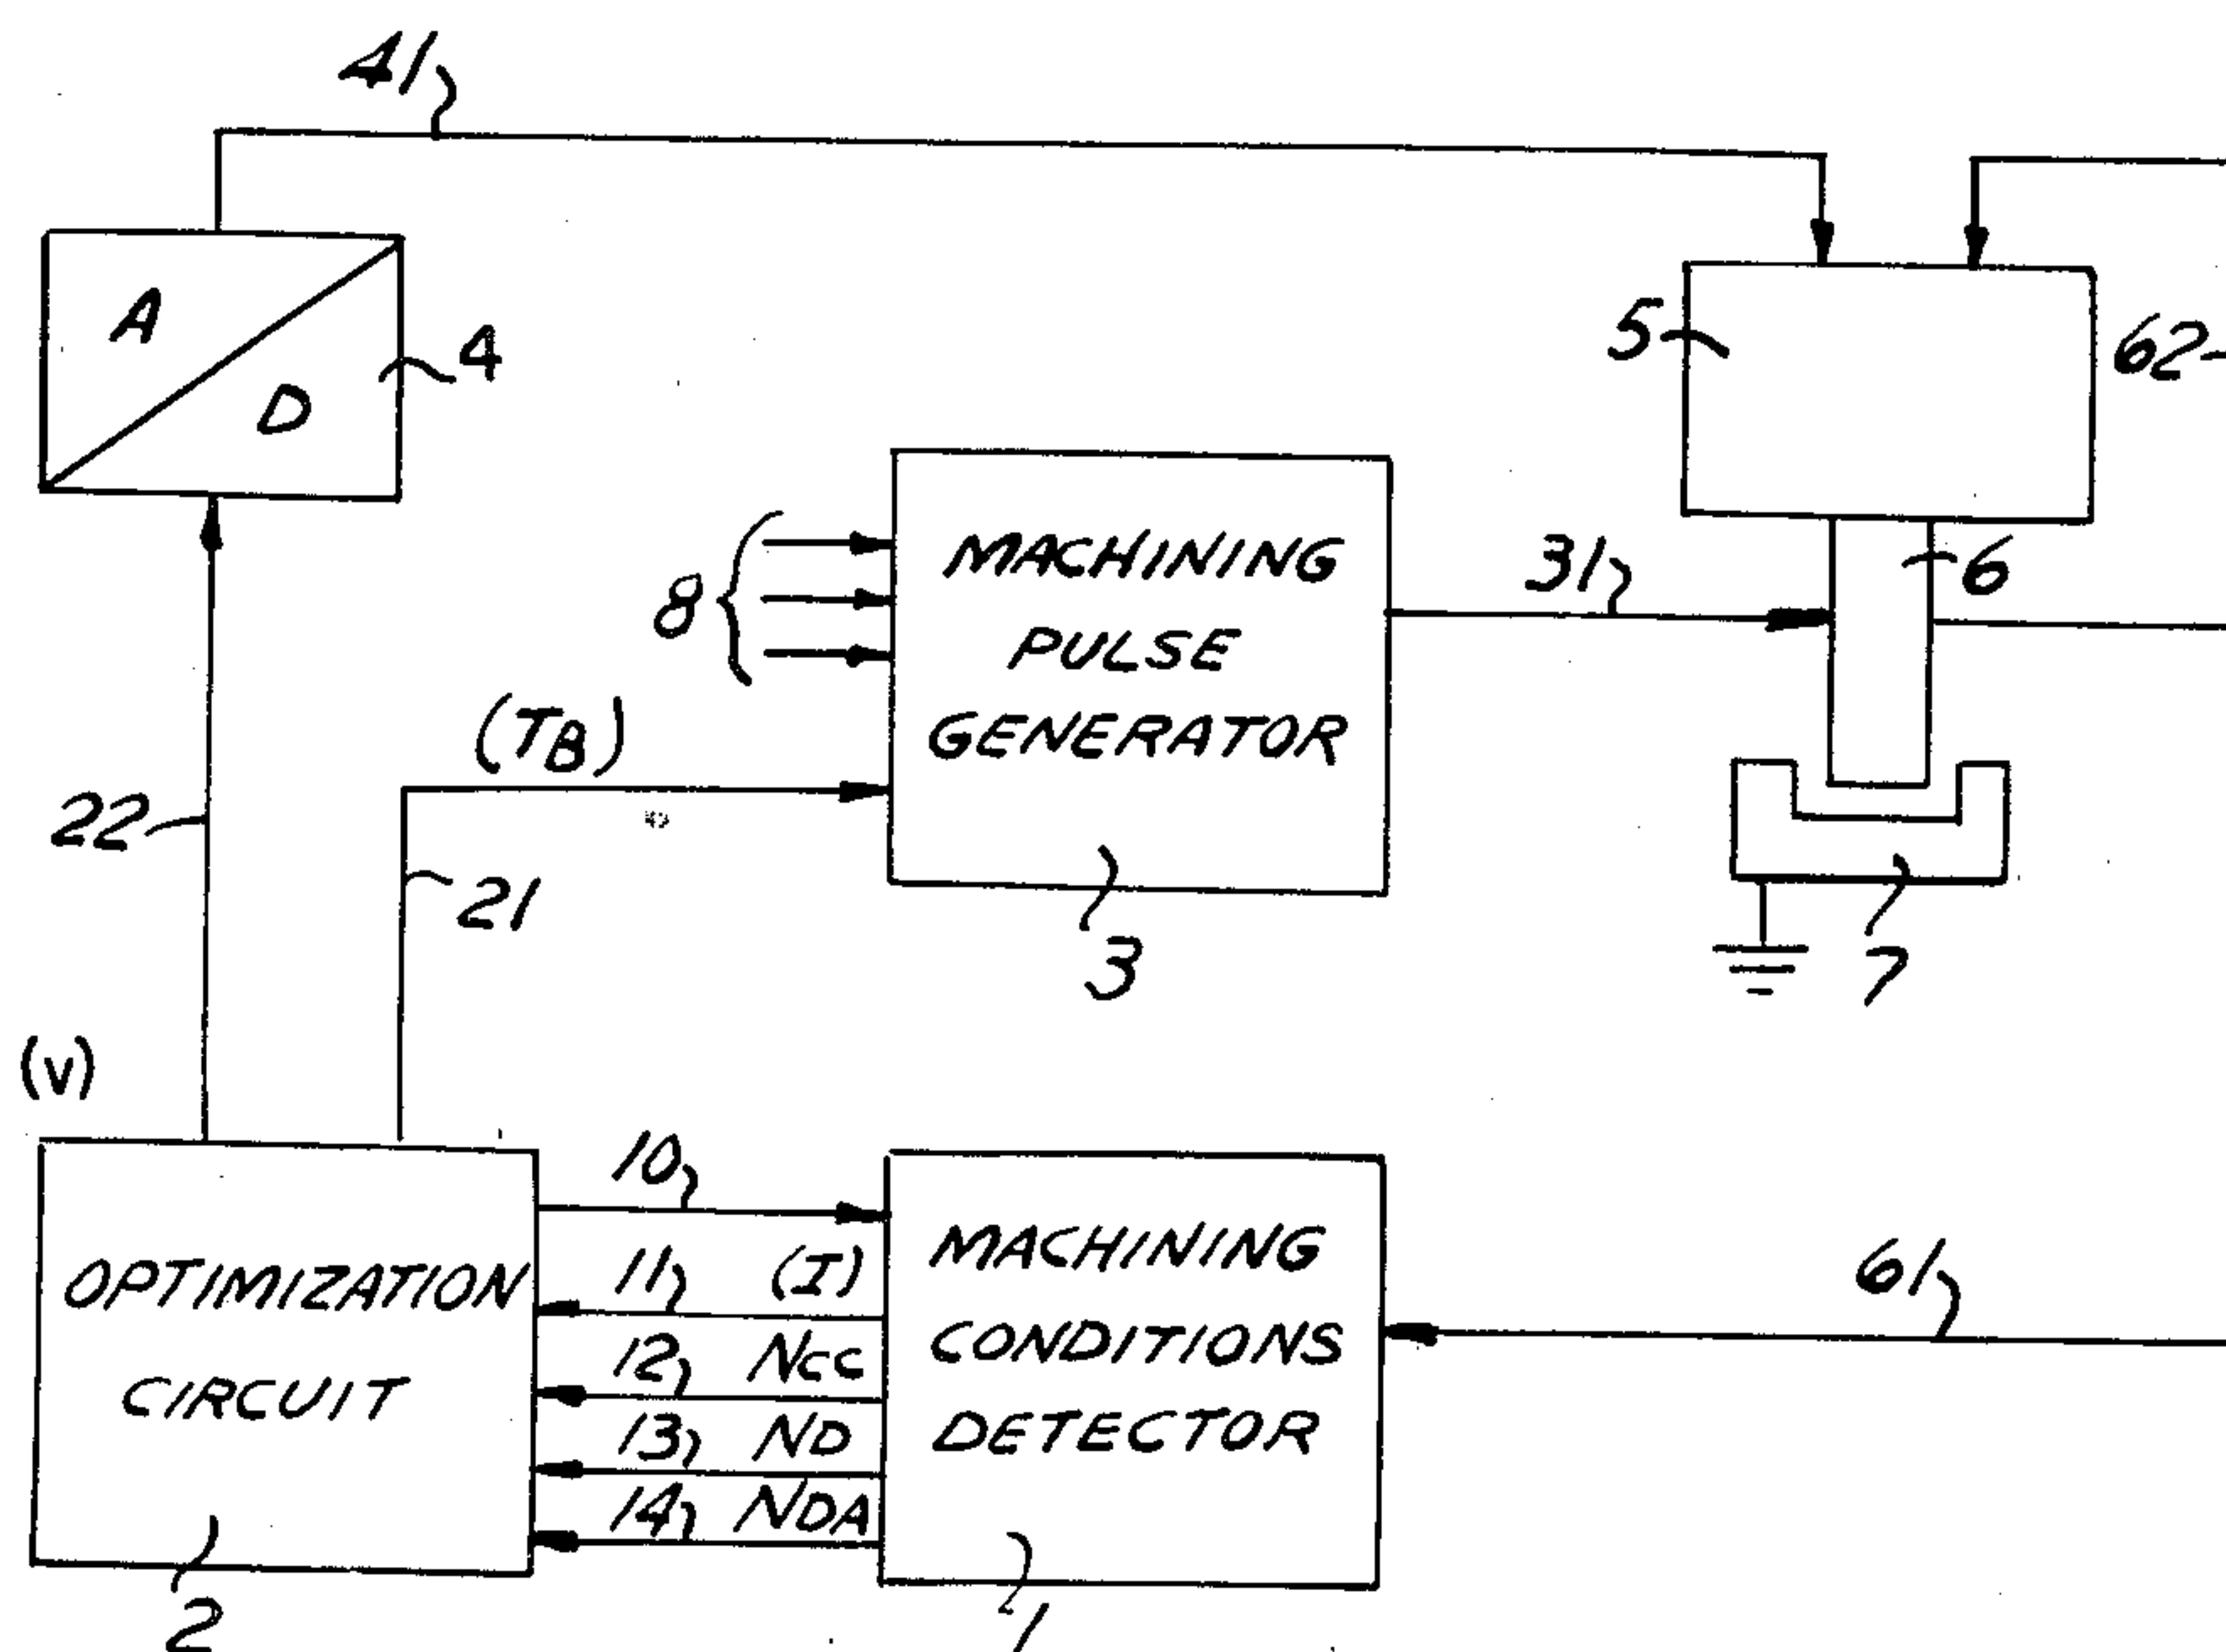 41
A
D
4
5
62
8
MACHINING
PULSE
GENERATOR
31
6
(TB)
22
21
3
7
(V)
10
OPTIMIZATION
CIRCUIT
11 (I)
12 NCC
13 ND
14 NDA
MACHINING
CONDITIONS
DETECTOR
61
2
1